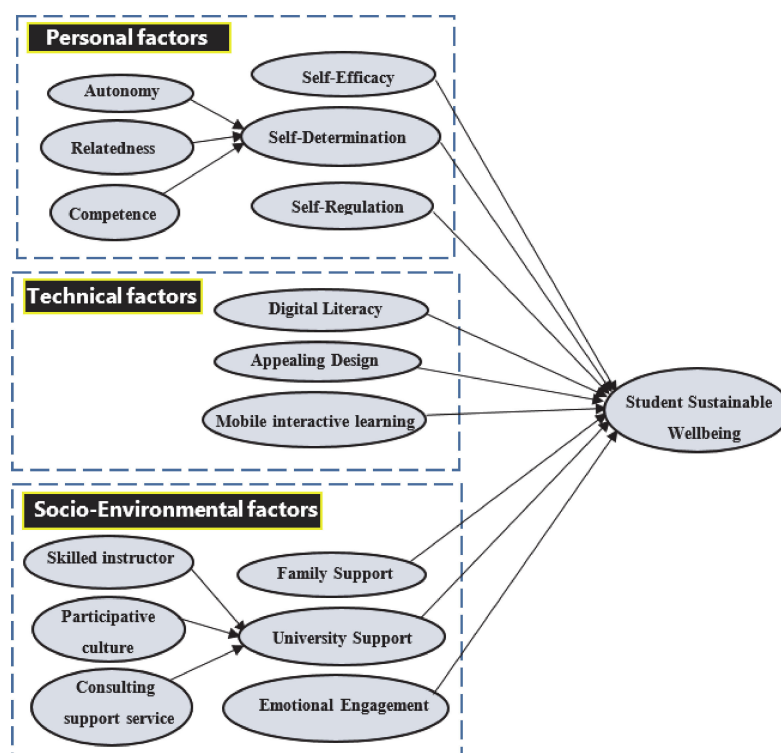 Personal factors
Autonomy
Relatedness
Competence
Self-Efficacy
Self-Determination
Self-Regulation
Technical factors
Digital Literacy
Appealing Design
Mobile interactive learning
Student Sustainable
Wellbeing
Socio-Environmental factors
Skilled instructor
Participative
culture
Consulting
support service
Family Support
University Support
Emotional Engagement